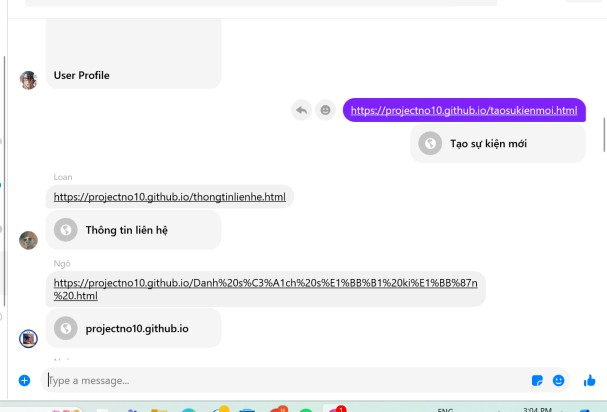 User Profile
https://projectno10.github.io/taosukienmoi.html
Tạo sự kiện mới
Loan
https://projectno10.github.io/thongtinlienhe.html
Thông tin liên hệ
Ngô
https://projectno10.github.io/Danh%20s%C3%A1ch%20s%E1%BB%B1%20ki%E1%BB%87n
%20.html
projectno10.github.io
Type a message...
ENG
3:04 PM